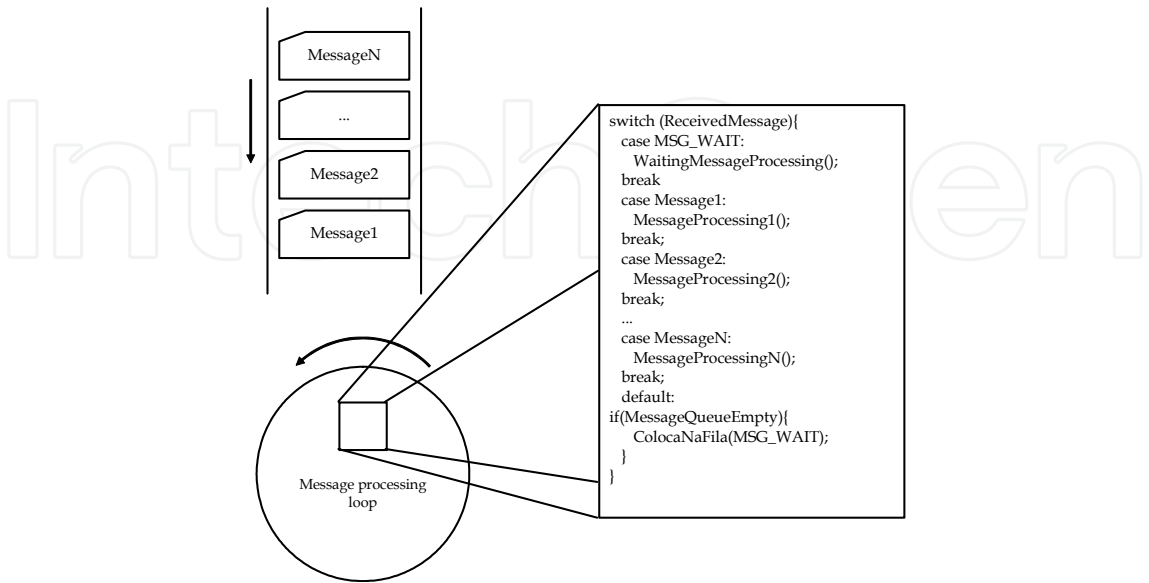 MessageN
...
Message2
Message1
Message processing
loop
switch (ReceivedMessage){
case MSG_WAIT:
WaitingMessageProcessing();
break
case Message1:
MessageProcessing1();
break;
case Message2:
MessageProcessing2();
break;
...
case MessageN:
MessageProcessingN();
break;
default:
if(MessageQueueEmpty){
ColocaNaFila(MSG_WAIT);
}
}
IntechOpen